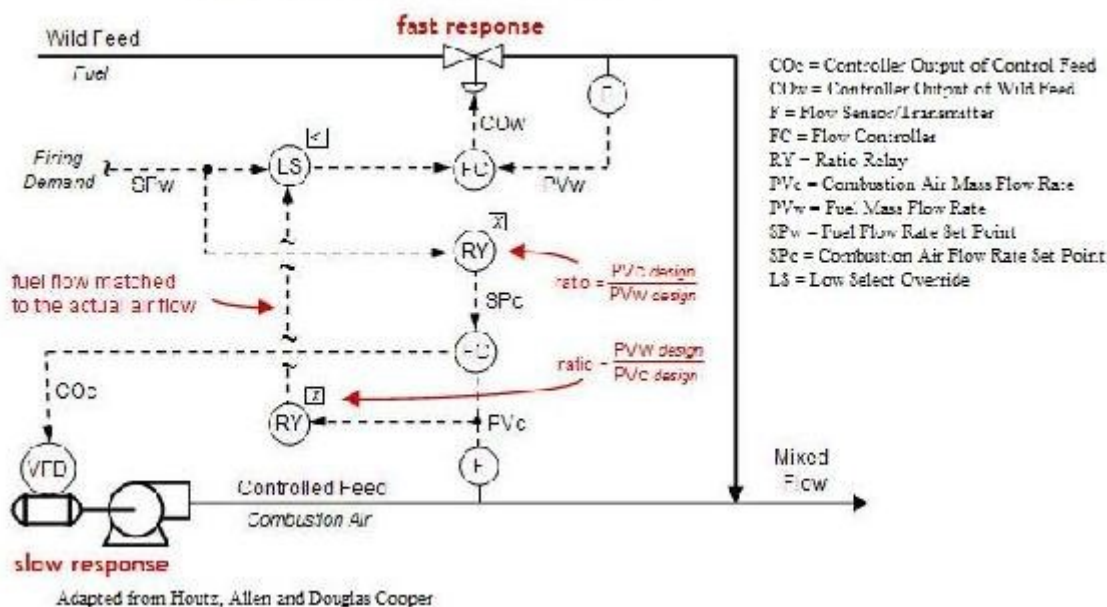 fast response
Wild Feed
Fuel
COc = Controller Output of Control Feed
COw = Controller Output of Wild Feed
F = Flow Sensor/Transmitter
FC = Flow Controller
RY = Ratio Relay
PVc = Combustion Air Mass Flow Rate
PVw = Fuel Mass Flow Rate
SPw = Fuel Flow Rate Set Point
SPc = Combustion Air Flow Rate Set Point
LS = Low Select Override
F
COw
<
Firing
Demand
SPw
LS
FC
PVw
X
RY
ratio = PVc design
PVw design
fuel flow matched
to the actual air flow
SPc
FC
ratio = PVw design
PVc design
COc
X
RY
PVc
F
VFD
Controlled Feed
Combustion Air
Mixed
Flow
slow response
Adapted from Houtz, Allen and Douglas Cooper